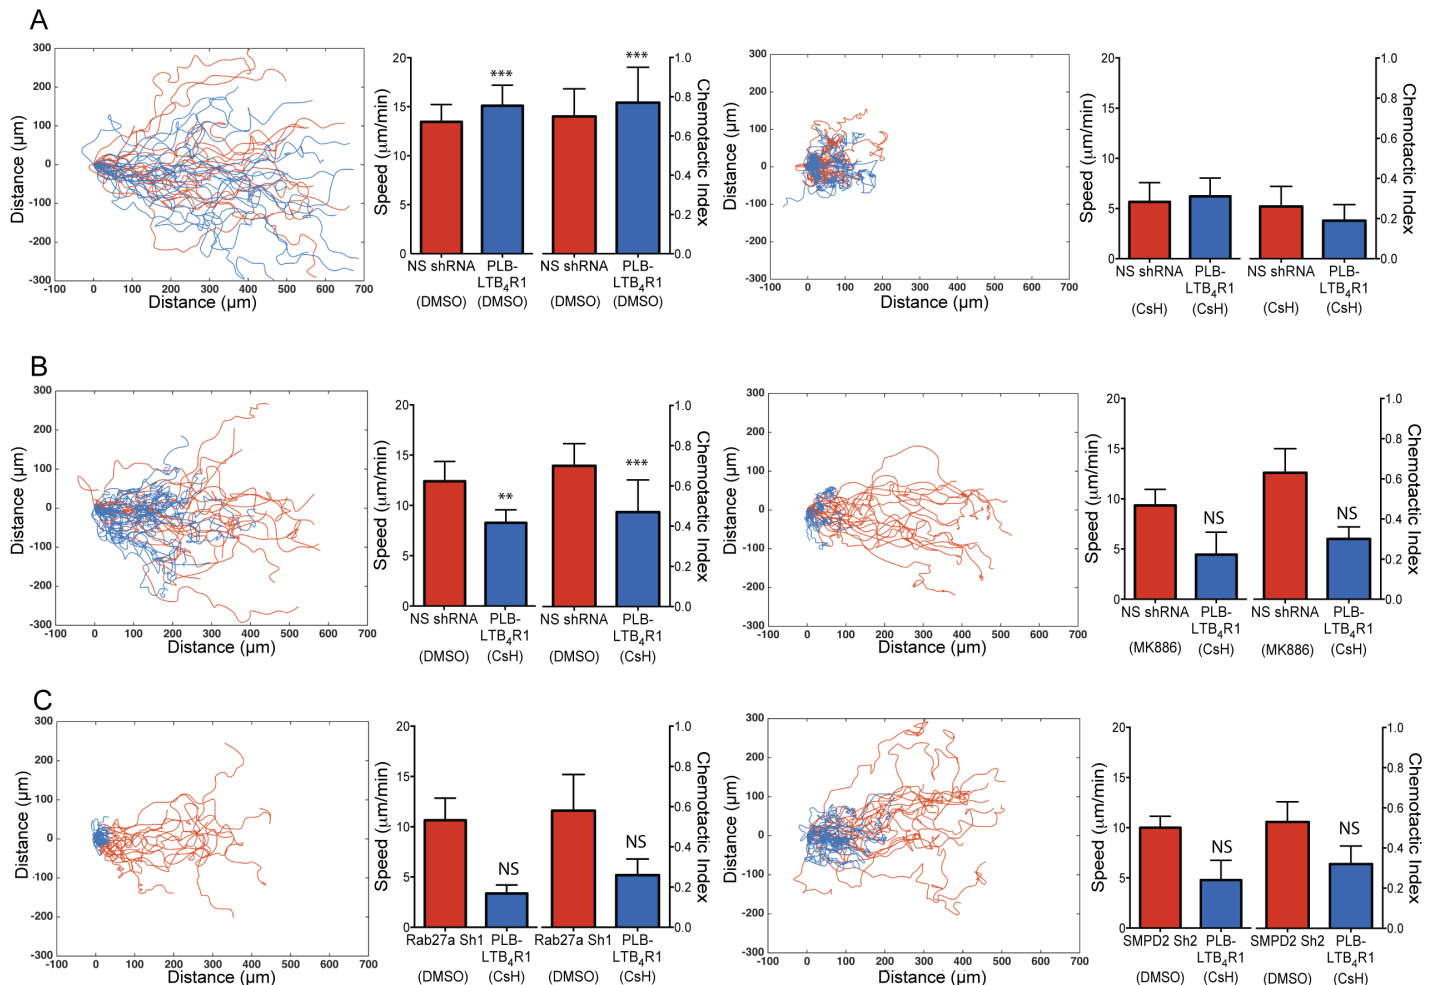 A
300
200
100
0
-100
-200
-300
Distance (µm)
-100 0 100 200 300 400 500 600 700
Distance (µm)
20
15
10
5
0
Speed (µm/min)
*** ***
1.0
0.8
0.6
0.4
0.2
0.0
Chemotactic Index
NS shRNA PLB-LTB4R1 NS shRNA PLB-LTB4R1
(DMSO) (DMSO) (DMSO) (DMSO)
300
200
100
0
-100
-200
-300
Distance (µm)
-100 0 100 200 300 400 500 600 700
Distance (µm)
20
15
10
5
0
Speed (µm/min)
1.0
0.8
0.6
0.4
0.2
0.0
Chemotactic Index
NS shRNA PLB-LTB4R1 NS shRNA PLB-LTB4R1
(CsH) (CsH) (CsH) (CsH)
B
300
200
100
0
-100
-200
-300
Distance (µm)
-100 0 100 200 300 400 500 600 700
Distance (µm)
20
15
10
5
0
Speed (µm/min)
** ***
1.0
0.8
0.6
0.4
0.2
0.0
Chemotactic Index
NS shRNA PLB-LTB4R1 NS shRNA PLB-LTB4R1
(DMSO) (CsH) (DMSO) (CsH)
300
200
100
0
-100
-200
-300
Distance (µm)
-100 0 100 200 300 400 500 600 700
Distance (µm)
20
15
10
5
0
Speed (µm/min)
NS NS
1.0
0.8
0.6
0.4
0.2
0.0
Chemotactic Index
NS shRNA PLB-LTB4R1 NS shRNA PLB-LTB4R1
(MK886) (CsH) (MK886) (CsH)
C
300
200
100
0
-100
-200
-300
Distance (µm)
-100 0 100 200 300 400 500 600 700
Distance (µm)
20
15
10
5
0
Speed (µm/min)
NS NS
1.0
0.8
0.6
0.4
0.2
0.0
Chemotactic Index
Rab27a Sh1 PLB-LTB4R1 Rab27a Sh1 PLB-LTB4R1
(DMSO) (CsH) (DMSO) (CsH)
300
200
100
0
-100
-200
-300
Distance (µm)
-100 0 100 200 300 400 500 600 700
Distance (µm)
20
15
10
5
0
Speed (µm/min)
NS NS
1.0
0.8
0.6
0.4
0.2
0.0
Chemotactic Index
SMPD2 Sh2 PLB-LTB4R1 SMPD2 Sh2 PLB-LTB4R1
(DMSO) (CsH) (DMSO) (CsH)